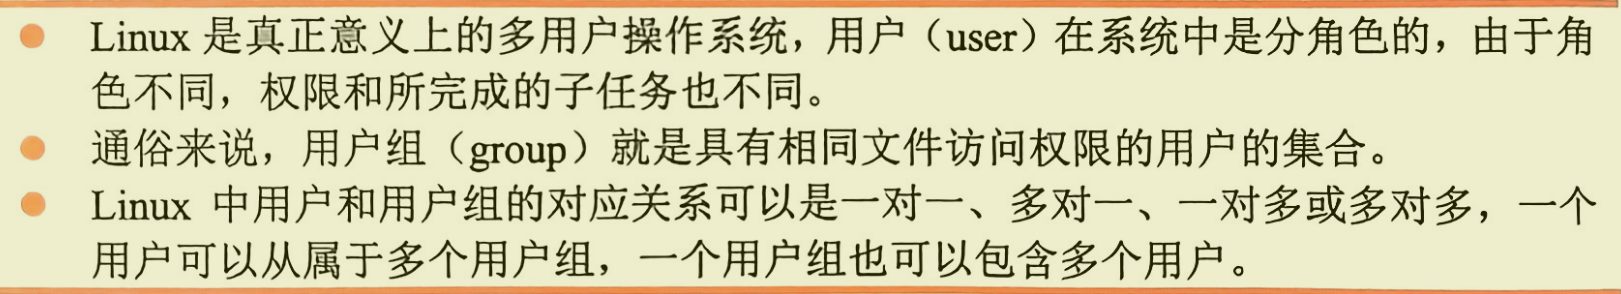 ● Linux 是真正意义上的多用户操作系统，用户（user）在系统中是分角色的，由于角
色不同，权限和所完成的子任务也不同。
● 通俗来说，用户组（group）就是具有相同文件访问权限的用户的集合。
● Linux 中用户和用户组的对应关系可以是一对一、多对一、一对多或多对多，一个
用户可以从属于多个用户组，一个用户组也可以包含多个用户。